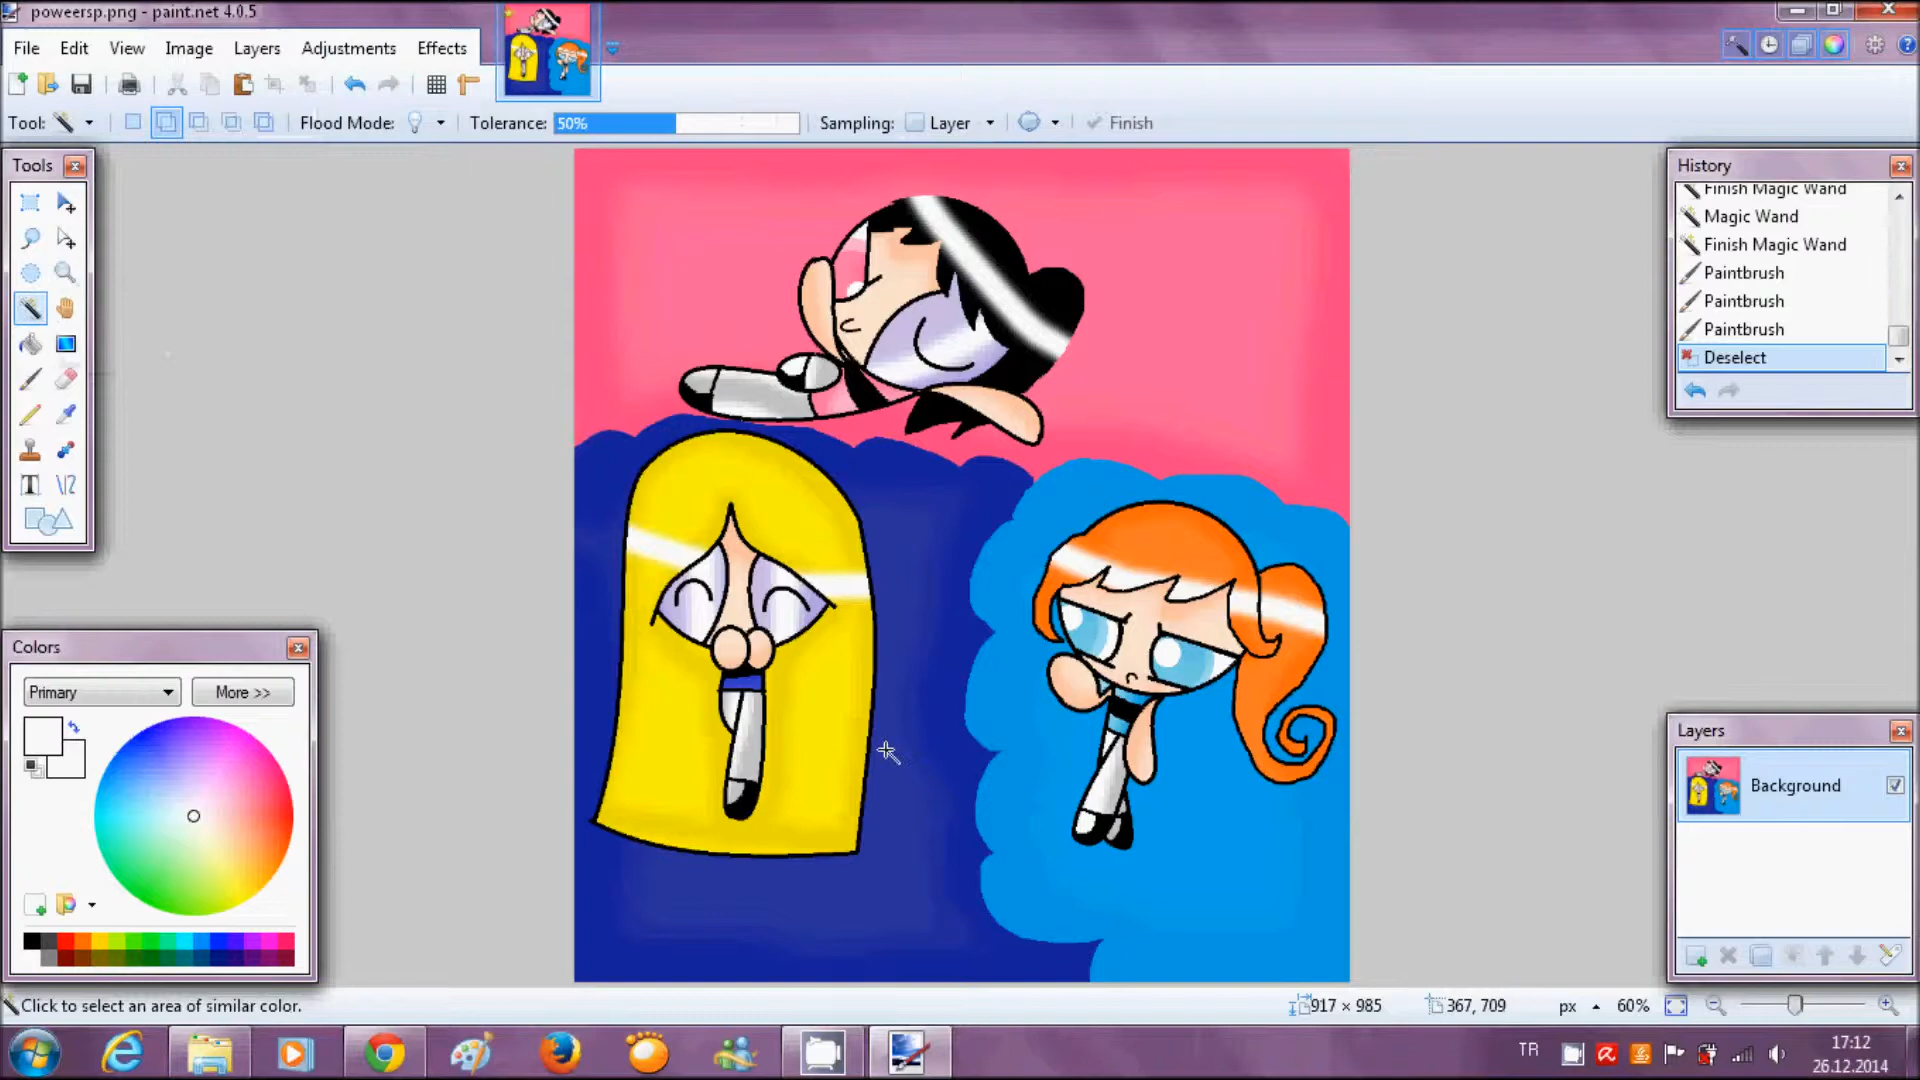 poweersp.png - paint.net 4.0.5
File Edit View Image Layers Adjustments Effects
Tool: Flood Mode: Tolerance: 50% Sampling: Layer Finish
Tools
History
Finish Magic Wand
Magic Wand
Finish Magic Wand
Paintbrush
Paintbrush
Paintbrush
Deselect
Colors
Primary More >>
Layers
Background
Click to select an area of similar color. 917 × 985 367, 709 px 60%
TR 17:12
26.12.2014